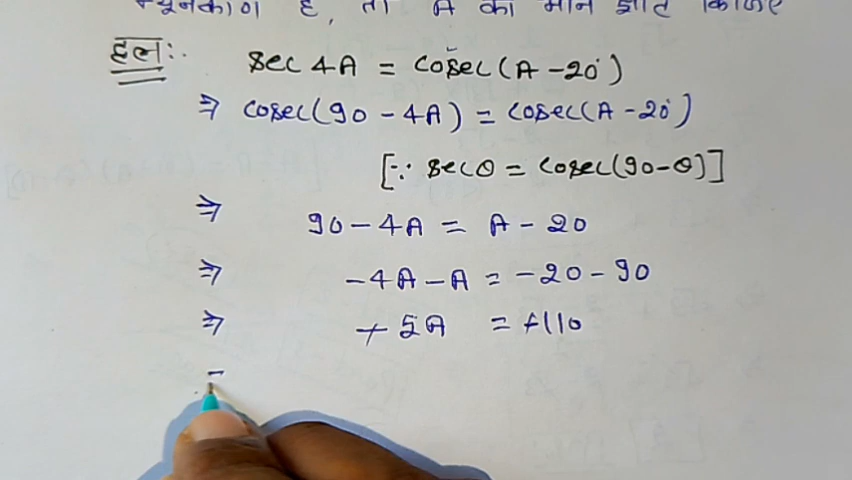 न्यूनकोण है, तो A का मान ज्ञात किजिए
हल:- sec 4A = cosec(A-20°)
⇒ cosec(90-4A) = cosec(A-20°)
[∵ secθ = cosec(90-θ)]
⇒ 90-4A = A-20
⇒ -4A-A = -20-90
⇒ +5A = +110